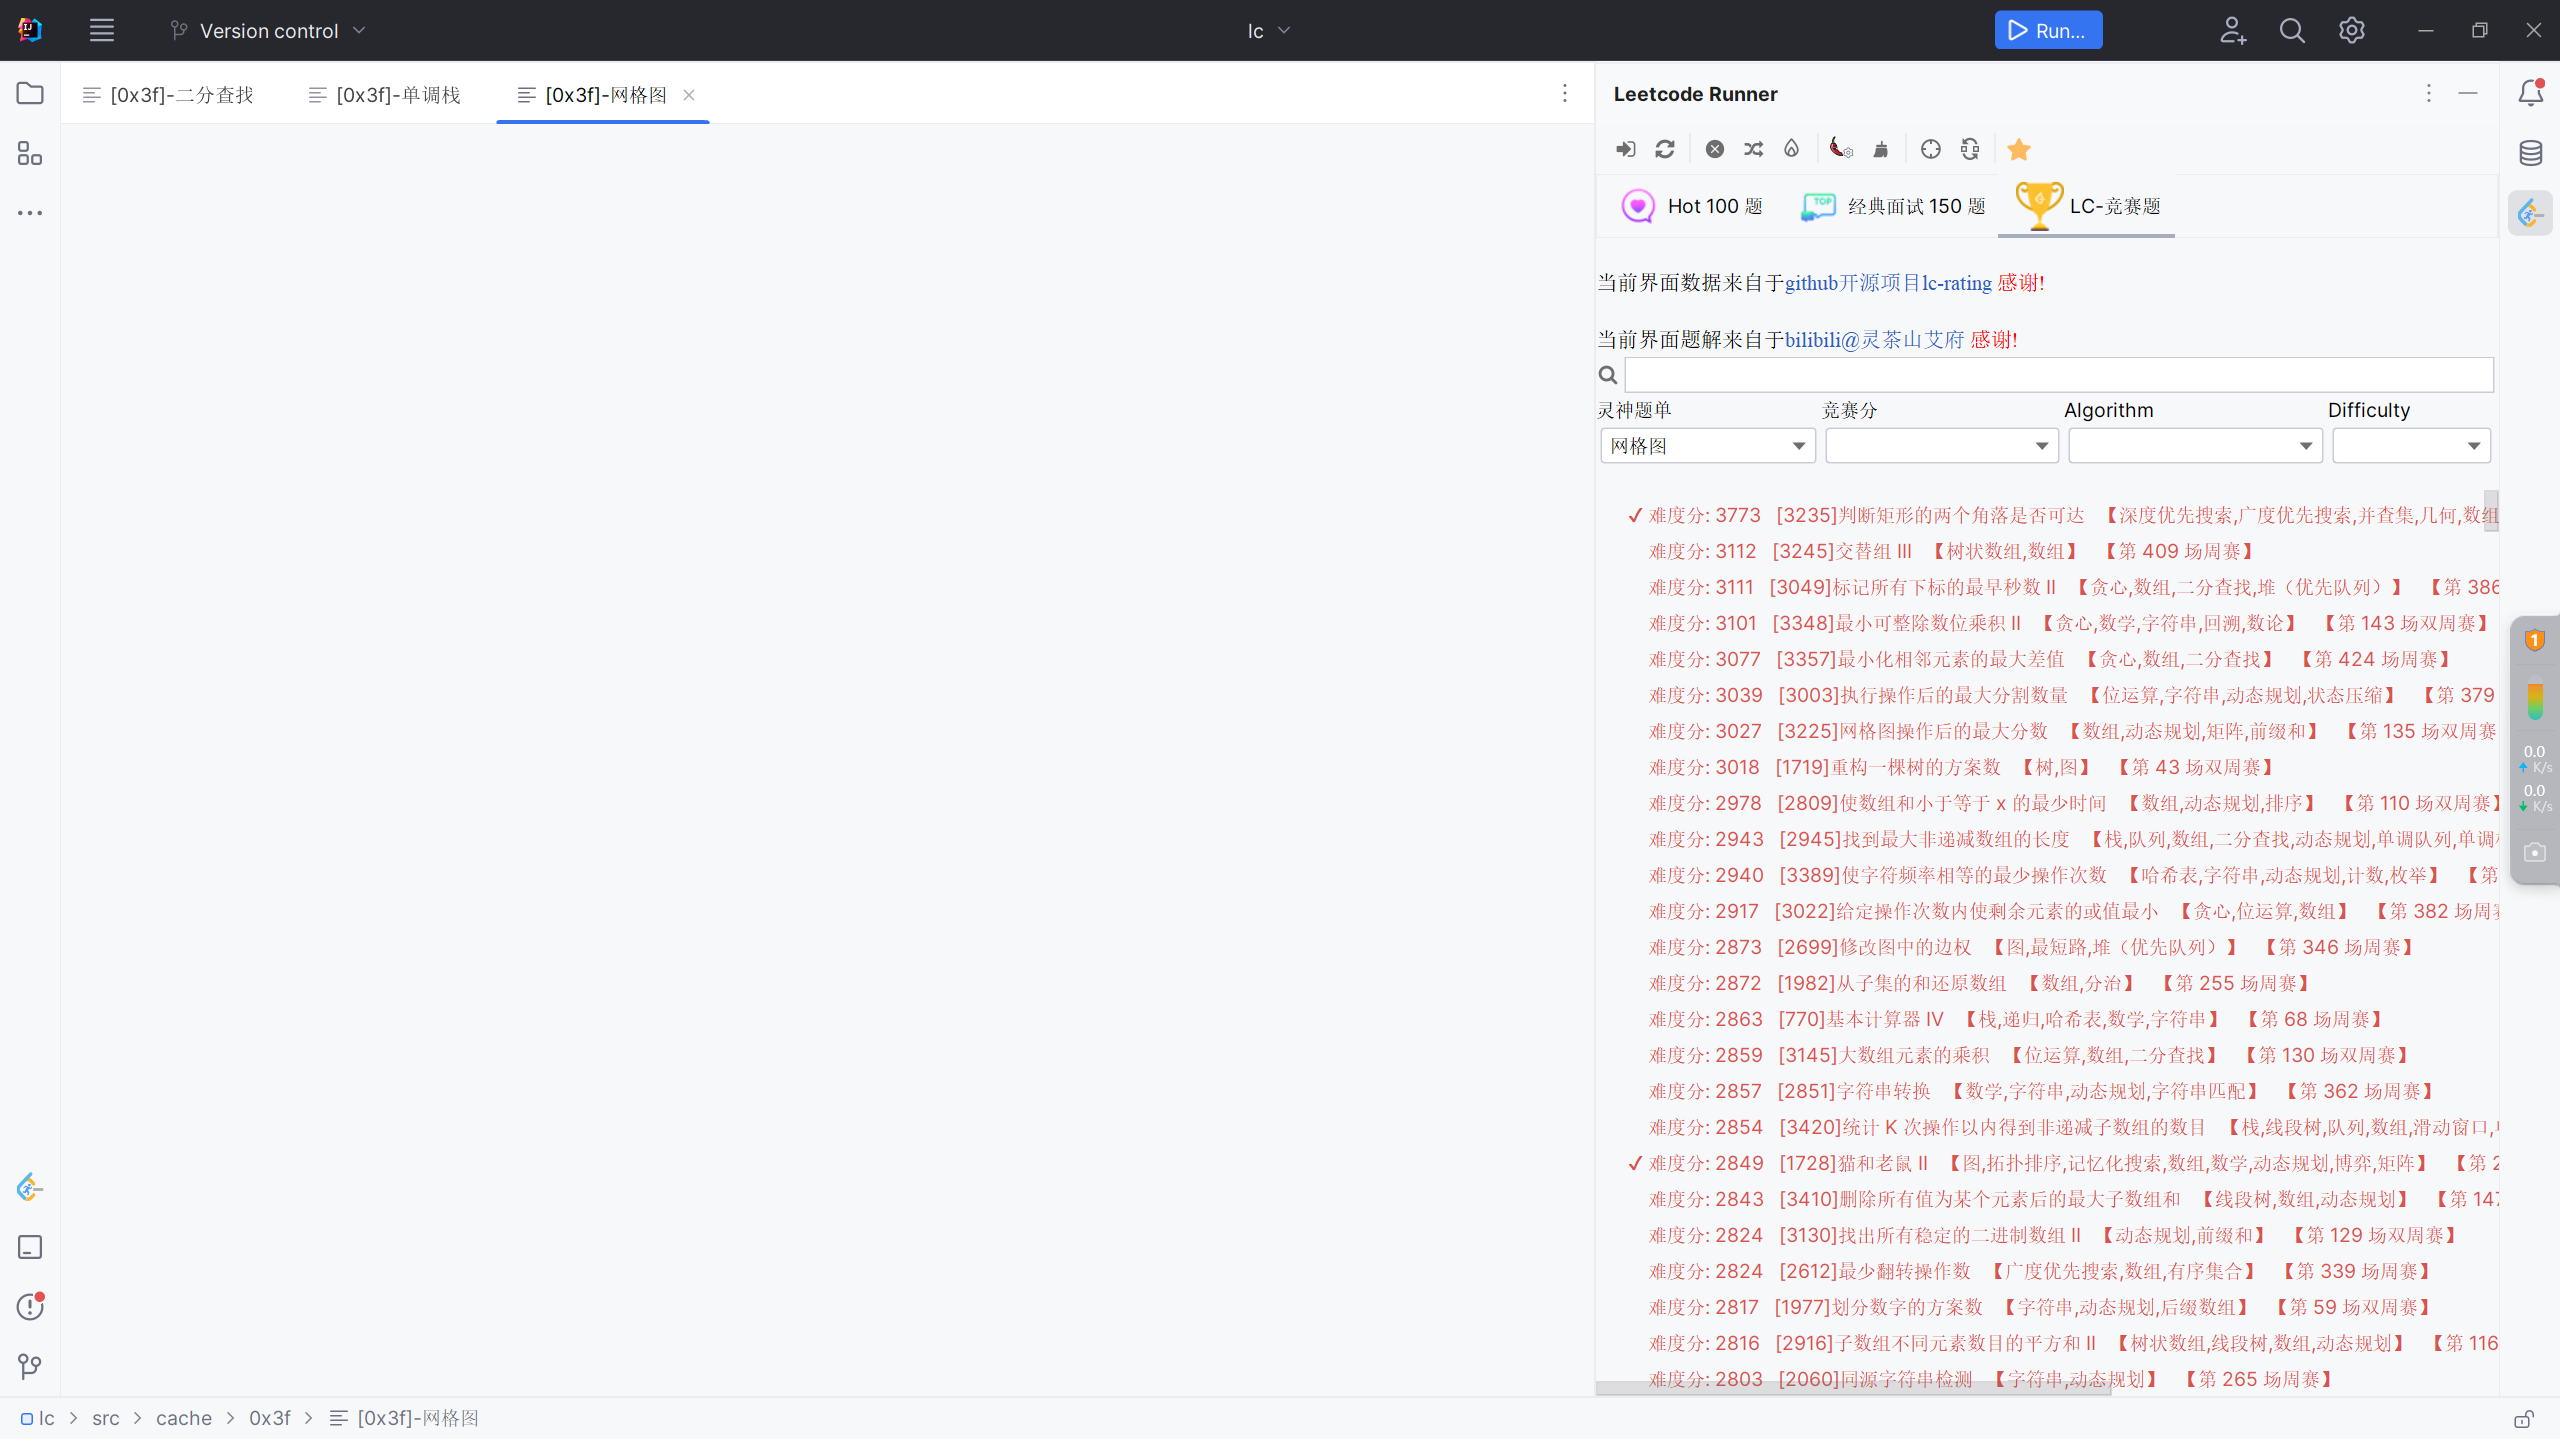 Version control
lc
Run...
[0x3f]-二分查找
[0x3f]-单调栈
[0x3f]-网格图
Leetcode Runner
Hot 100 题
TOP
经典面试 150 题
LC-竞赛题
当前界面数据来自于github开源项目lc-rating 感谢!
当前界面题解来自于bilibili@灵茶山艾府 感谢!
灵神题单 竞赛分 Algorithm Difficulty
网格图
✓ 难度分: 3773 [3235]判断矩形的两个角落是否可达 【深度优先搜索,广度优先搜索,并查集,几何,数组
难度分: 3112 [3245]交替组 III 【树状数组,数组】 【第 409 场周赛】
难度分: 3111 [3049]标记所有下标的最早秒数 II 【贪心,数组,二分查找,堆（优先队列）】 【第 386
难度分: 3101 [3348]最小可整除数位乘积 II 【贪心,数学,字符串,回溯,数论】 【第 143 场双周赛】
难度分: 3077 [3357]最小化相邻元素的最大差值 【贪心,数组,二分查找】 【第 424 场周赛】
难度分: 3039 [3003]执行操作后的最大分割数量 【位运算,字符串,动态规划,状态压缩】 【第 379
难度分: 3027 [3225]网格图操作后的最大分数 【数组,动态规划,矩阵,前缀和】 【第 135 场双周赛
难度分: 3018 [1719]重构一棵树的方案数 【树,图】 【第 43 场双周赛】
难度分: 2978 [2809]使数组和小于等于 x 的最少时间 【数组,动态规划,排序】 【第 110 场双周赛】
难度分: 2943 [2945]找到最大非递减数组的长度 【栈,队列,数组,二分查找,动态规划,单调队列,单调
难度分: 2940 [3389]使字符频率相等的最少操作次数 【哈希表,字符串,动态规划,计数,枚举】 【第
难度分: 2917 [3022]给定操作次数内使剩余元素的或值最小 【贪心,位运算,数组】 【第 382 场周赛
难度分: 2873 [2699]修改图中的边权 【图,最短路,堆（优先队列）】 【第 346 场周赛】
难度分: 2872 [1982]从子集的和还原数组 【数组,分治】 【第 255 场周赛】
难度分: 2863 [770]基本计算器 IV 【栈,递归,哈希表,数学,字符串】 【第 68 场周赛】
难度分: 2859 [3145]大数组元素的乘积 【位运算,数组,二分查找】 【第 130 场双周赛】
难度分: 2857 [2851]字符串转换 【数学,字符串,动态规划,字符串匹配】 【第 362 场周赛】
难度分: 2854 [3420]统计 K 次操作以内得到非递减子数组的数目 【栈,线段树,队列,数组,滑动窗口,
✓ 难度分: 2849 [1728]猫和老鼠 II 【图,拓扑排序,记忆化搜索,数组,数学,动态规划,博弈,矩阵】 【第 2
难度分: 2843 [3410]删除所有值为某个元素后的最大子数组和 【线段树,数组,动态规划】 【第 147
难度分: 2824 [3130]找出所有稳定的二进制数组 II 【动态规划,前缀和】 【第 129 场双周赛】
难度分: 2824 [2612]最少翻转操作数 【广度优先搜索,数组,有序集合】 【第 339 场周赛】
难度分: 2817 [1977]划分数字的方案数 【字符串,动态规划,后缀数组】 【第 59 场双周赛】
难度分: 2816 [2916]子数组不同元素数目的平方和 II 【树状数组,线段树,数组,动态规划】 【第 116
难度分: 2803 [2060]同源字符串检测 【字符串,动态规划】 【第 265 场周赛】
1
0.0
K/s
0.0
K/s
lc > src > cache > 0x3f > [0x3f]-网格图